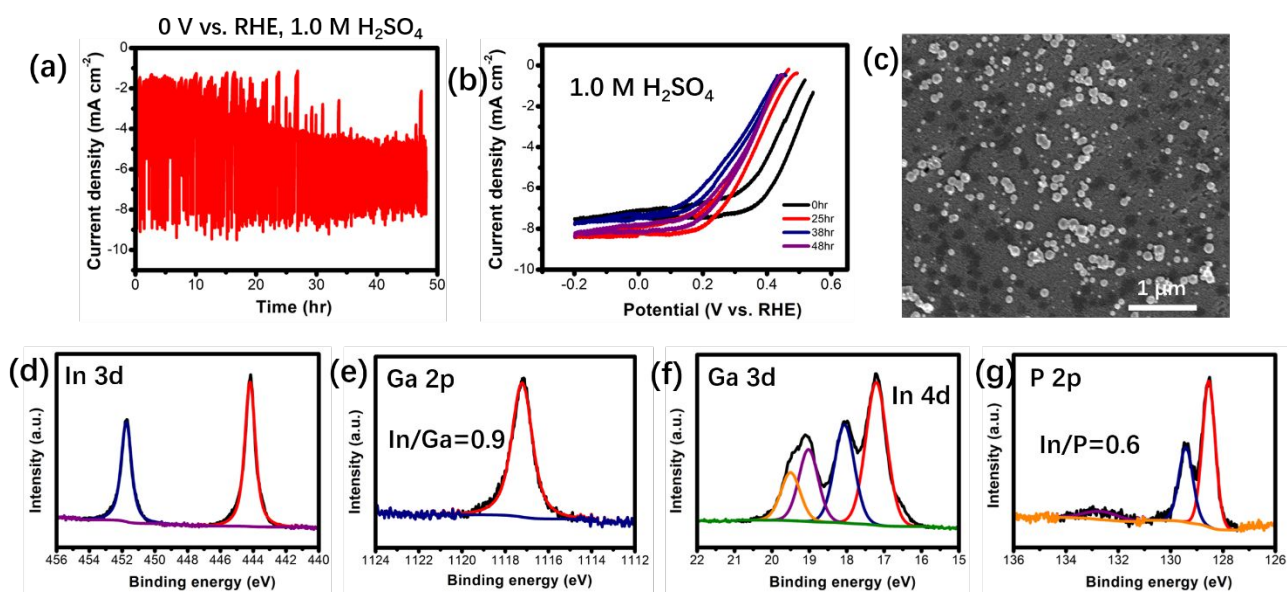 0 V vs. RHE, 1.0 M H₂SO₄
(a)
Current density (mA cm⁻²)
-2
-4
-6
-8
-10
0 10 20 30 40 50
Time (hr)
(b)
1.0 M H₂SO₄
Current density (mA cm⁻²)
0
-2
-4
-6
-8
-10
0hr
25hr
38hr
48hr
-0.2 0.0 0.2 0.4 0.6
Potential (V vs. RHE)
(c)
1 μm
(d)
In 3d
Intensity (a.u.)
456 454 452 450 448 446 444 442 440
Binding energy (eV)
(e)
Ga 2p
In/Ga=0.9
Intensity (a.u.)
1124 1122 1120 1118 1116 1114 1112
Binding energy (eV)
(f)
Ga 3d
In 4d
Intensity (a.u.)
22 21 20 19 18 17 16 15
Binding energy (eV)
(g)
P 2p
In/P=0.6
Intensity (a.u.)
136 134 132 130 128 126
Binding energy (eV)